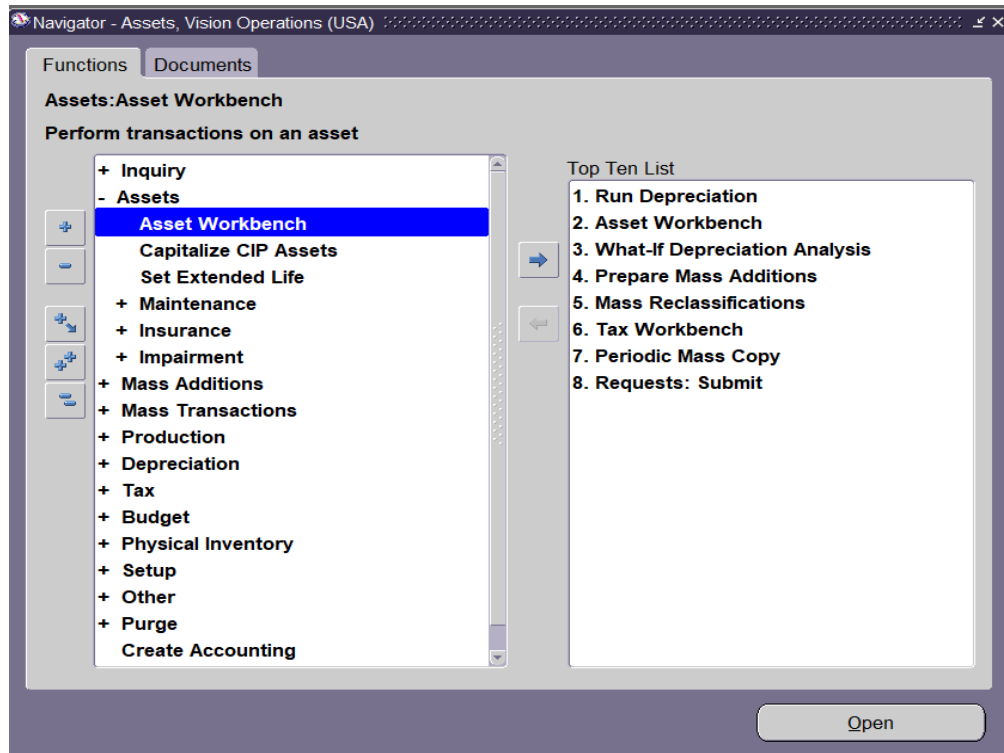 Navigator - Assets, Vision Operations (USA)
Functions
Documents
Assets:Asset Workbench
Perform transactions on an asset
+ Inquiry
- Assets
Asset Workbench
Capitalize CIP Assets
Set Extended Life
+ Maintenance
+ Insurance
+ Impairment
+ Mass Additions
+ Mass Transactions
+ Production
+ Depreciation
+ Tax
+ Budget
+ Physical Inventory
+ Setup
+ Other
+ Purge
Create Accounting
Top Ten List
1. Run Depreciation
2. Asset Workbench
3. What-If Depreciation Analysis
4. Prepare Mass Additions
5. Mass Reclassifications
6. Tax Workbench
7. Periodic Mass Copy
8. Requests: Submit
Open